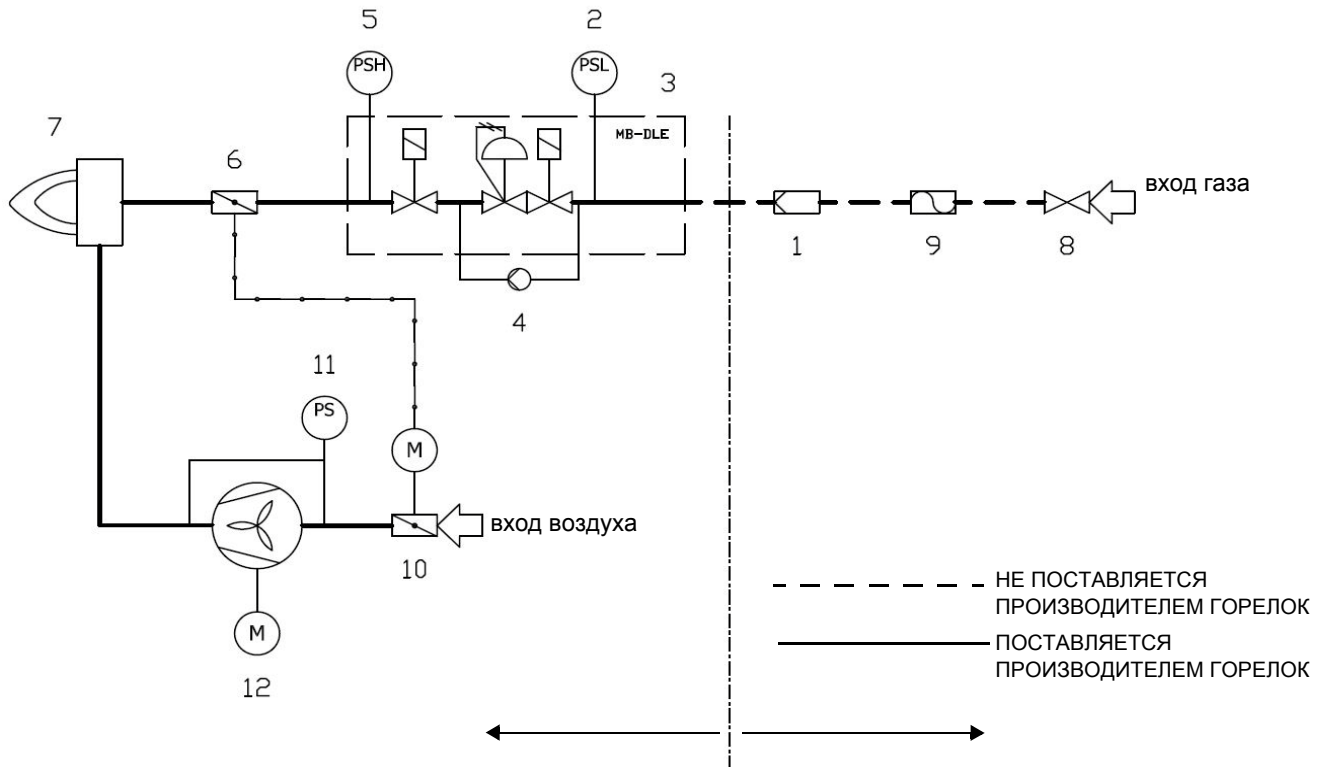 5
2
PSH
PSL
3
7
MB-DLE
6
вход газа
1
9
8
4
11
PS
M
вход воздуха
10
НЕ ПОСТАВЛЯЕТСЯ
ПРОИЗВОДИТЕЛЕМ ГОРЕЛОК
M
ПОСТАВЛЯЕТСЯ
ПРОИЗВОДИТЕЛЕМ ГОРЕЛОК
12